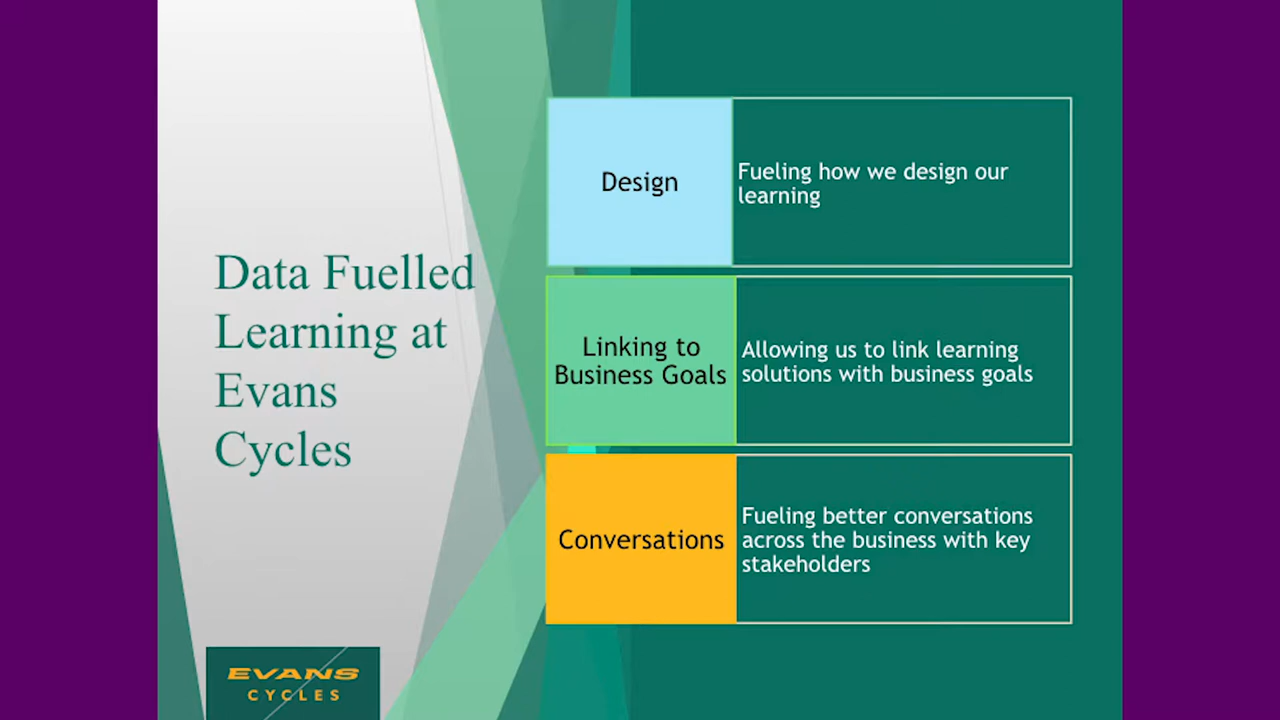 Data Fuelled
Learning at
Evans
Cycles
Design
Fueling how we design our
learning
Linking to
Business Goals
Allowing us to link learning
solutions with business goals
Conversations
Fueling better conversations
across the business with key
stakeholders
EVANS
CYCLES